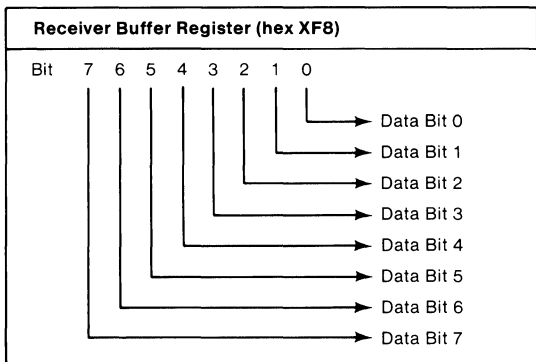 Receiver Buffer Register (hex XF8)
Bit 7 6 5 4 3 2 1 0
Data Bit 0
Data Bit 1
Data Bit 2
Data Bit 3
Data Bit 4
Data Bit 5
Data Bit 6
Data Bit 7